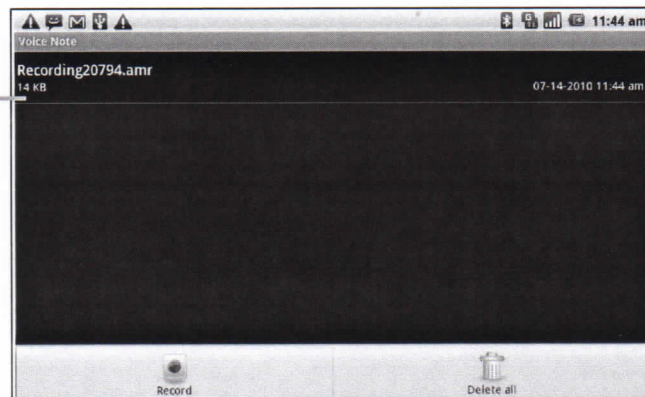 11:44 am
Voice Note
Recording20794.amr
14 KB
07-14-2010 11:44 am
Record
Delete all